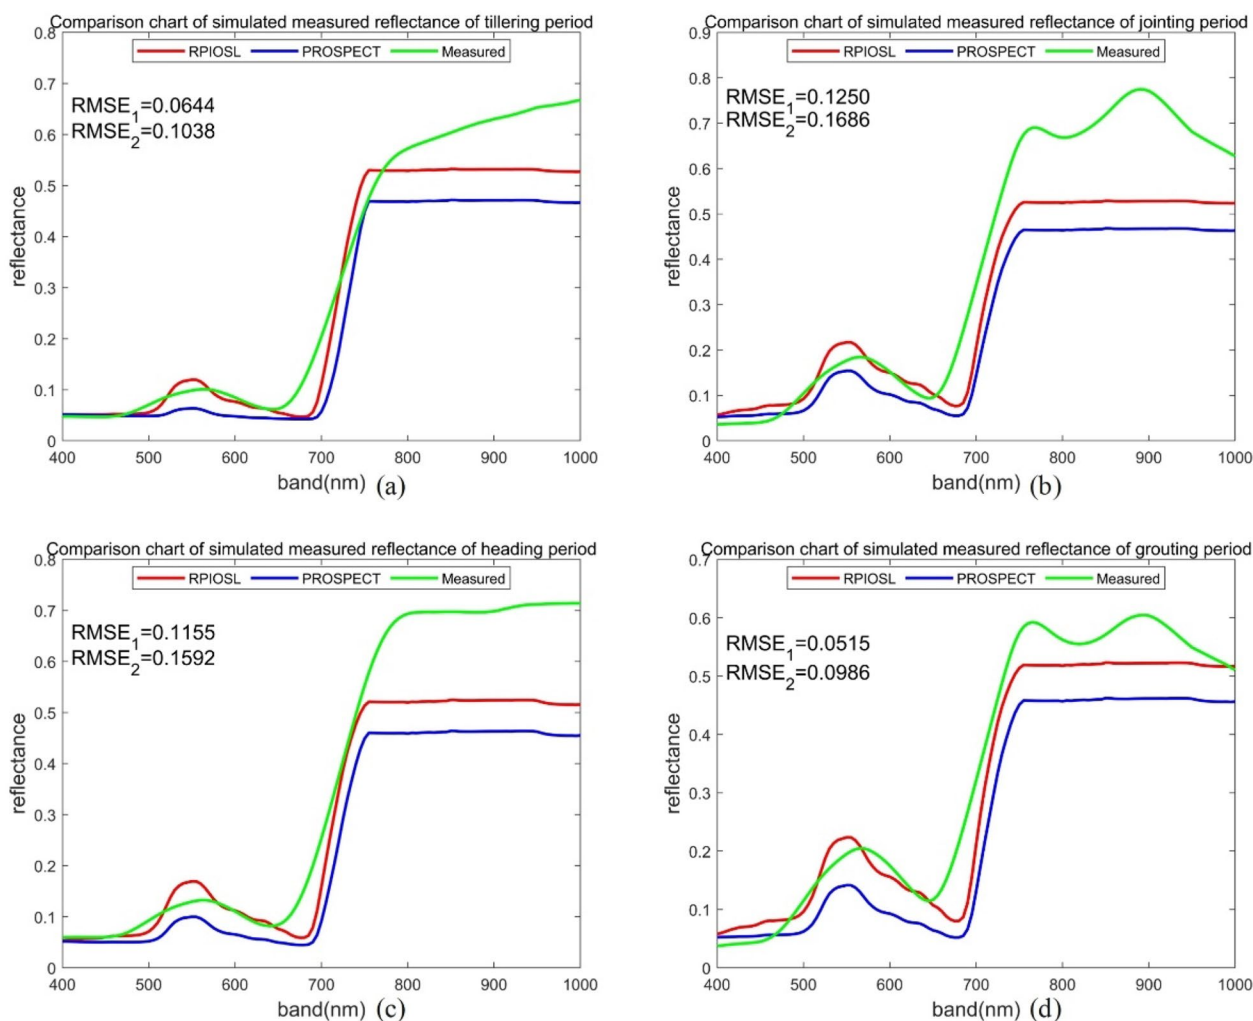 Comparison chart of simulated measured reflectance of tillering period
0.8
RPIOSL PROSPECT Measured
0.7
RMSE1=0.0644
0.6
RMSE2=0.1038
0.5
0.4
0.3
0.2
0.1
0
reflectance
400 500 600 700 800 900 1000
band(nm) (a)
Comparison chart of simulated measured reflectance of jointing period
0.9
RPIOSL PROSPECT Measured
0.8
RMSE1=0.1250
0.7
RMSE2=0.1686
0.6
0.5
0.4
0.3
0.2
0.1
0
reflectance
400 500 600 700 800 900 1000
band(nm) (b)
Comparison chart of simulated measured reflectance of heading period
0.8
RPIOSL PROSPECT Measured
0.7
RMSE1=0.1155
0.6
RMSE2=0.1592
0.5
0.4
0.3
0.2
0.1
0
reflectance
400 500 600 700 800 900 1000
band(nm) (c)
Comparison chart of simulated measured reflectance of grouting period
0.7
RPIOSL PROSPECT Measured
0.6
RMSE1=0.0515
RMSE2=0.0986
0.5
0.4
0.3
0.2
0.1
0
reflectance
400 500 600 700 800 900 1000
band(nm) (d)